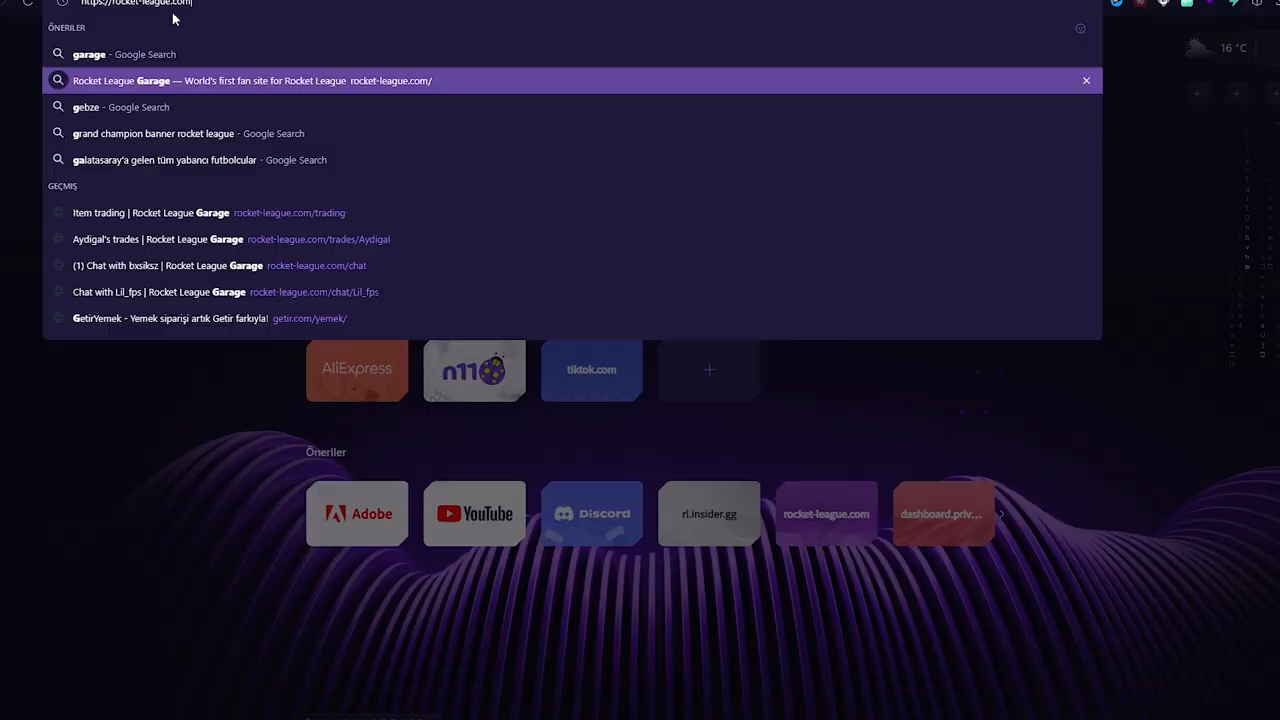 https://rocket-league.com
ÖNERİLER
garage - Google Search
16 °C
Rocket League Garage — World's first fan site for Rocket League rocket-league.com/
gebze - Google Search
grand champion banner rocket league - Google Search
galatasaray'a gelen tüm yabancı futbolcular - Google Search
GEÇMİŞ
Item trading | Rocket League Garage rocket-league.com/trading
Aydigal's trades | Rocket League Garage rocket-league.com/trades/Aydigal
(1) Chat with bxsiksz | Rocket League Garage rocket-league.com/chat
Chat with Lil_fps | Rocket League Garage rocket-league.com/chat/Lil_fps
GetirYemek - Yemek siparişi artık Getir farkıyla! getir.com/yemek/
AliExpress
n11
tiktok.com
Öneriler
Adobe
YouTube
Discord
rl.insider.gg
rocket-league.com
dashboard.priv...